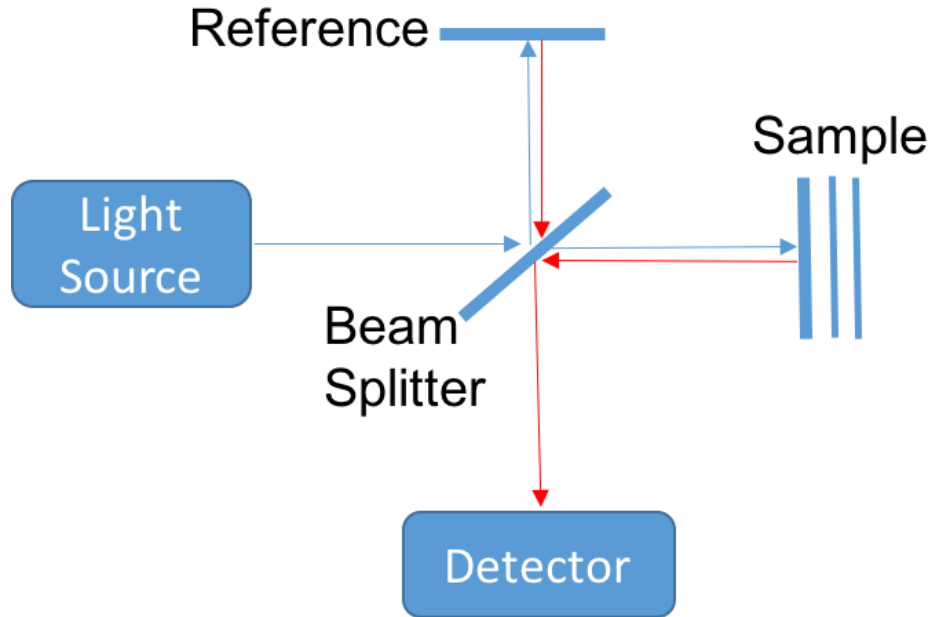 Reference
Sample
Light
Source
Beam
Splitter
Detector